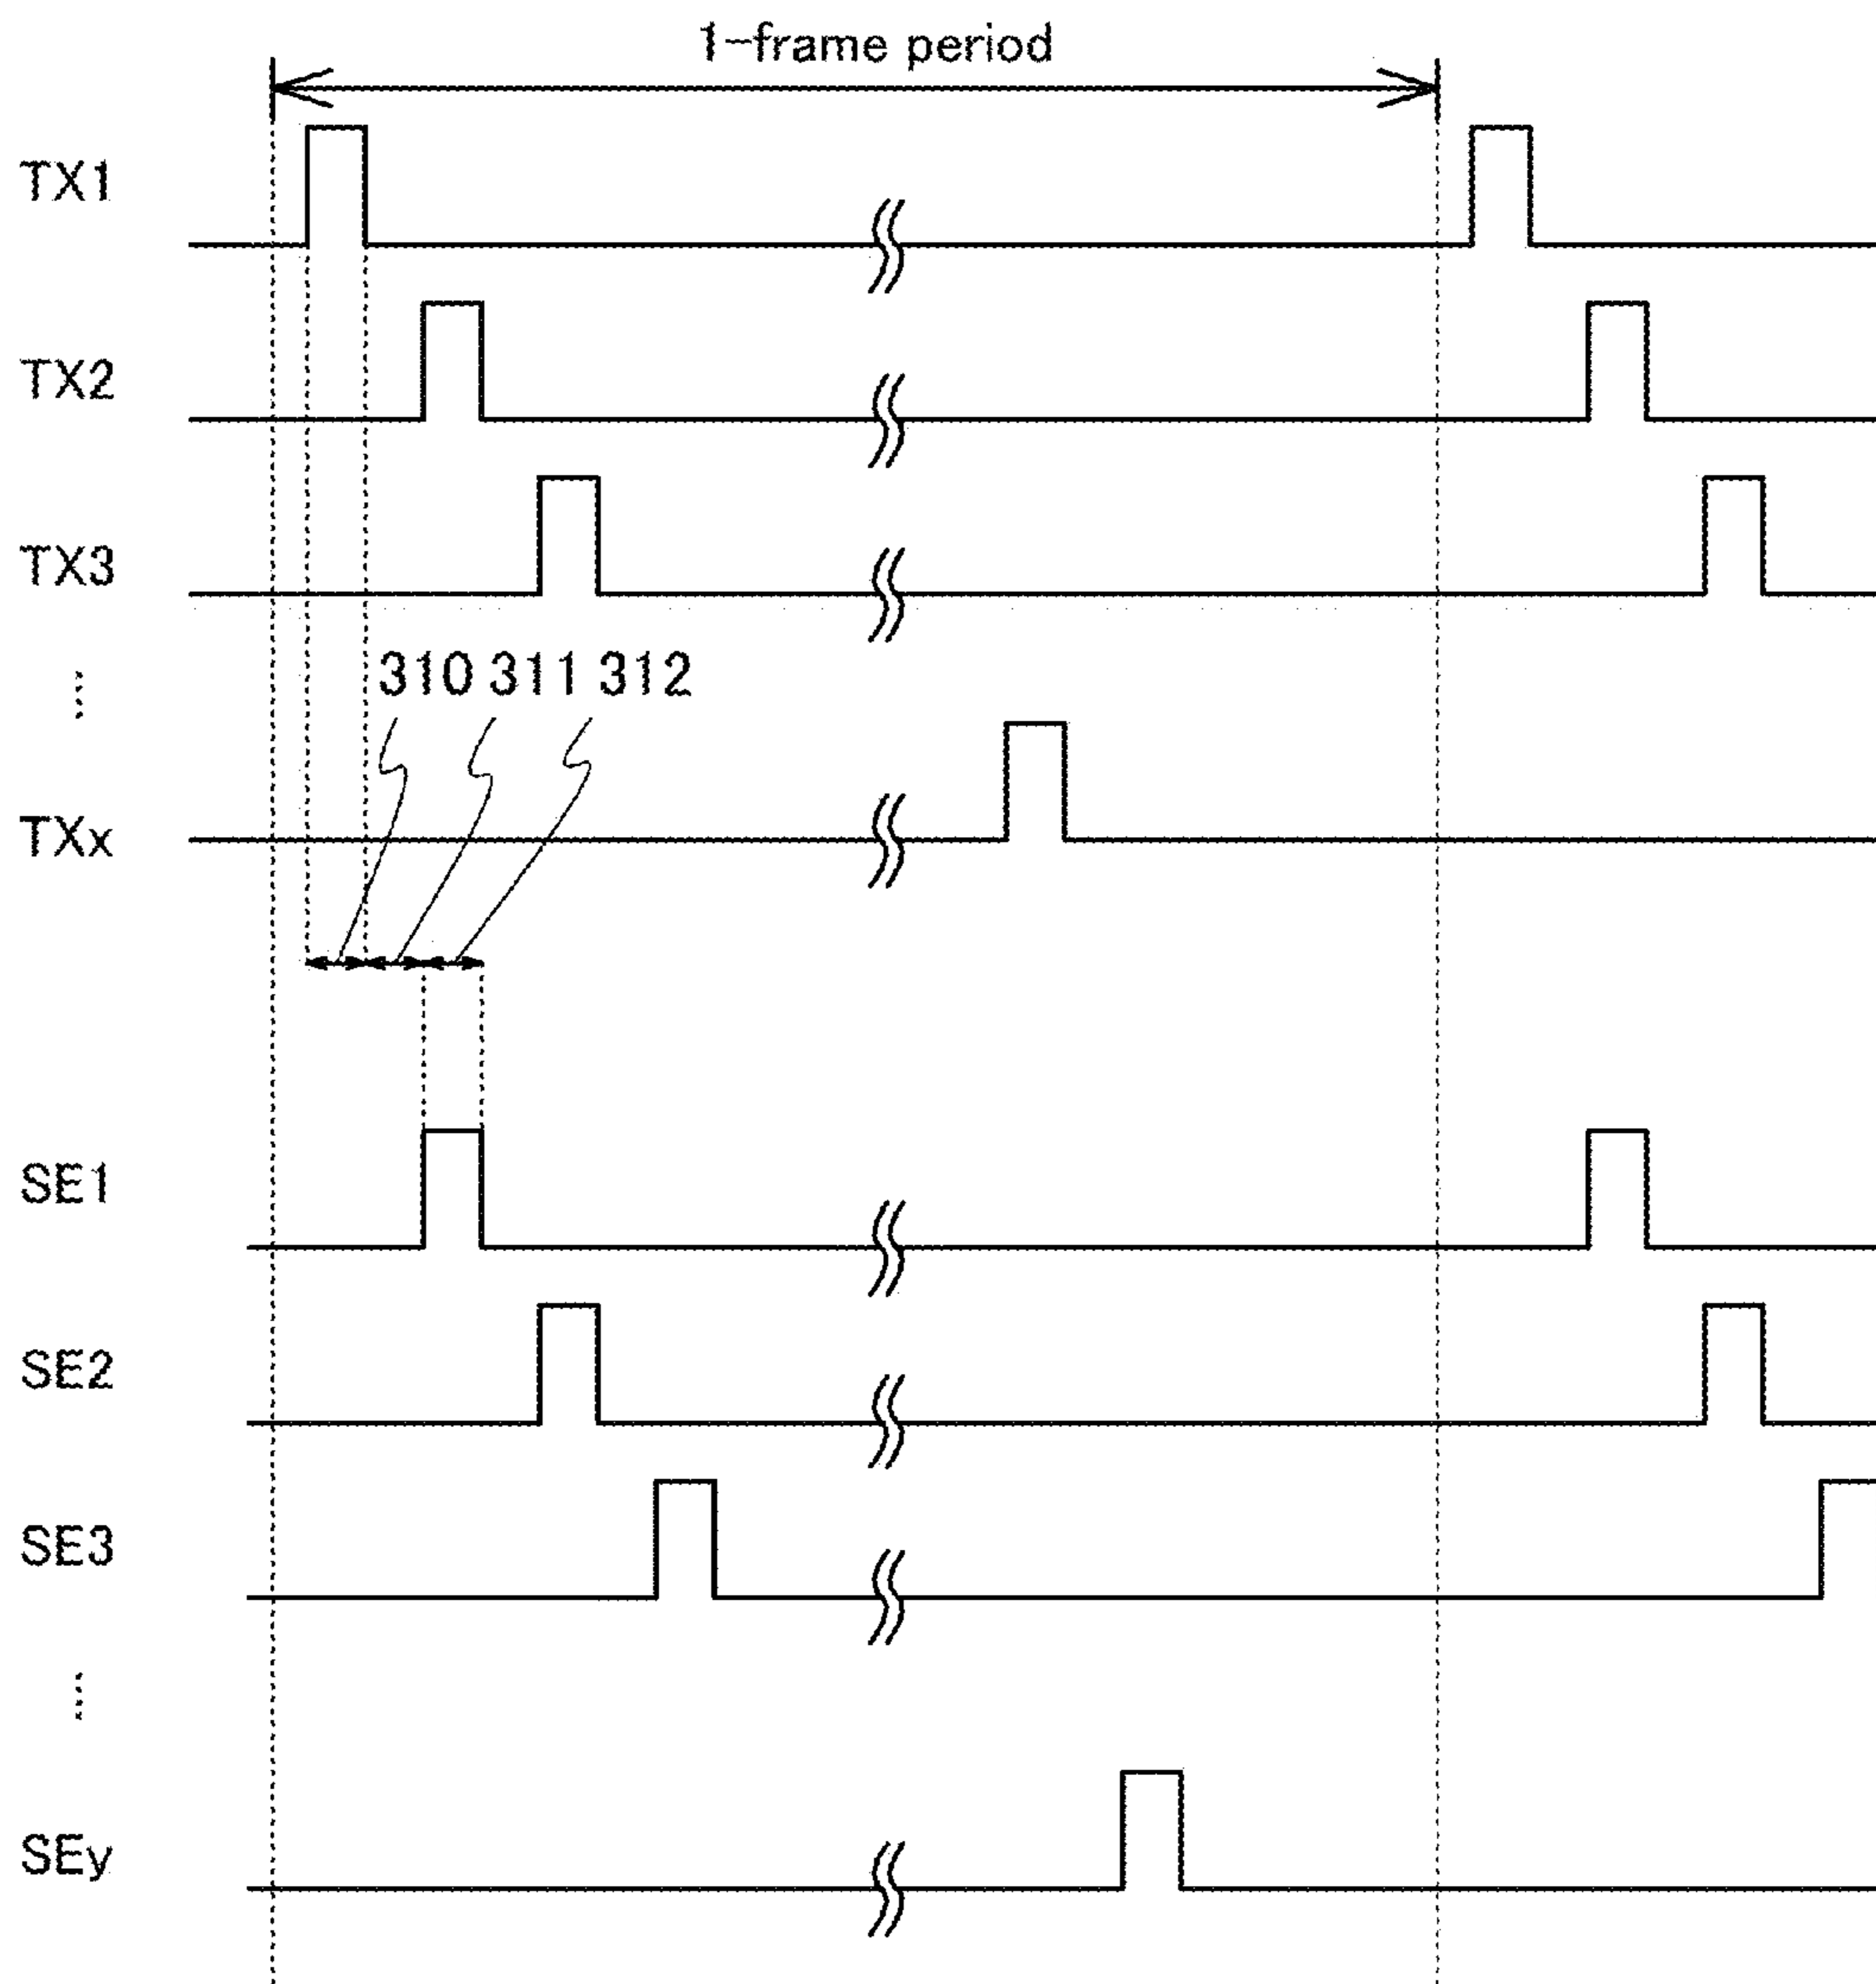 1-frame period
TX1
TX2
TX3
⋮
310 311 312
TXx
SE1
SE2
SE3
⋮
SEy